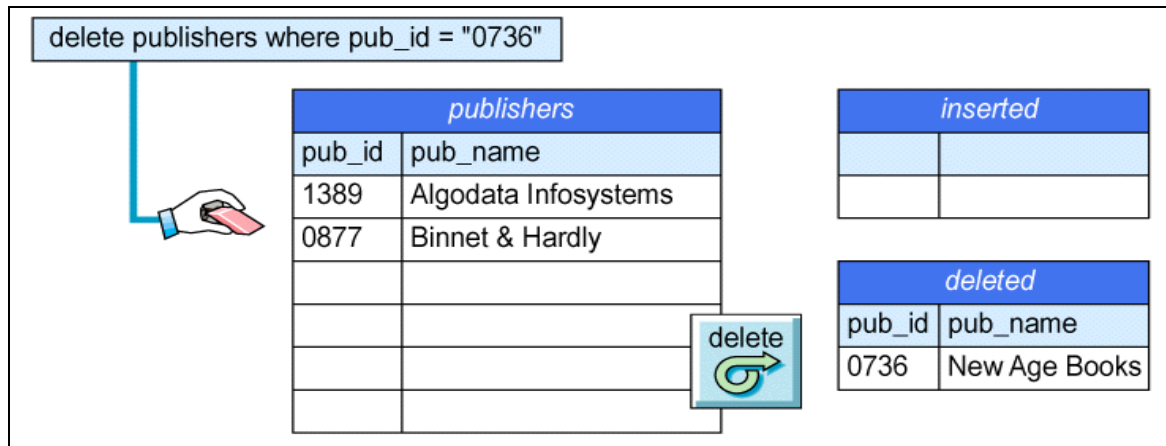 delete publishers where pub_id = "0736"
publishers
pub_id pub_name
1389 Algodata Infosystems
0877 Binnet & Hardly
delete
inserted
deleted
pub_id pub_name
0736 New Age Books